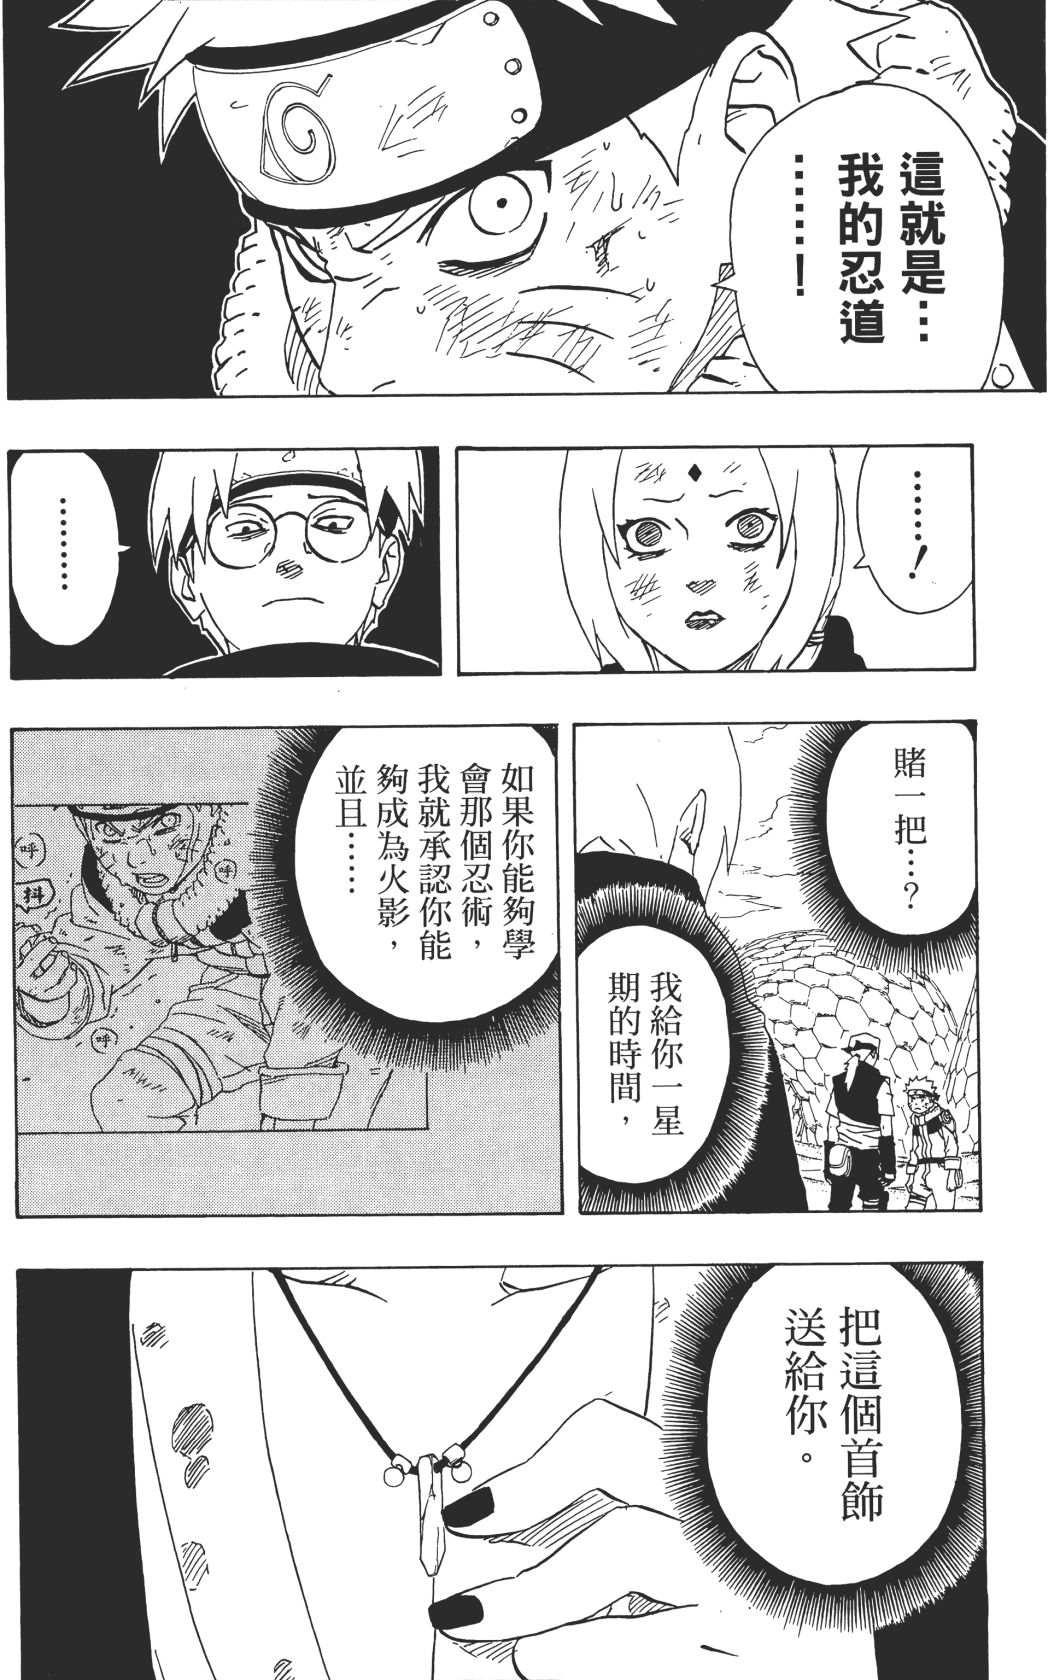 這就是…
我的忍道
……！
……！
………
賭一把…？
我給你一星
期的時間，
如果你能夠學
會那個忍術，
我就承認你能
夠成為火影，
並且……
呼
呼
抖
呼
把這個首飾
送給你。